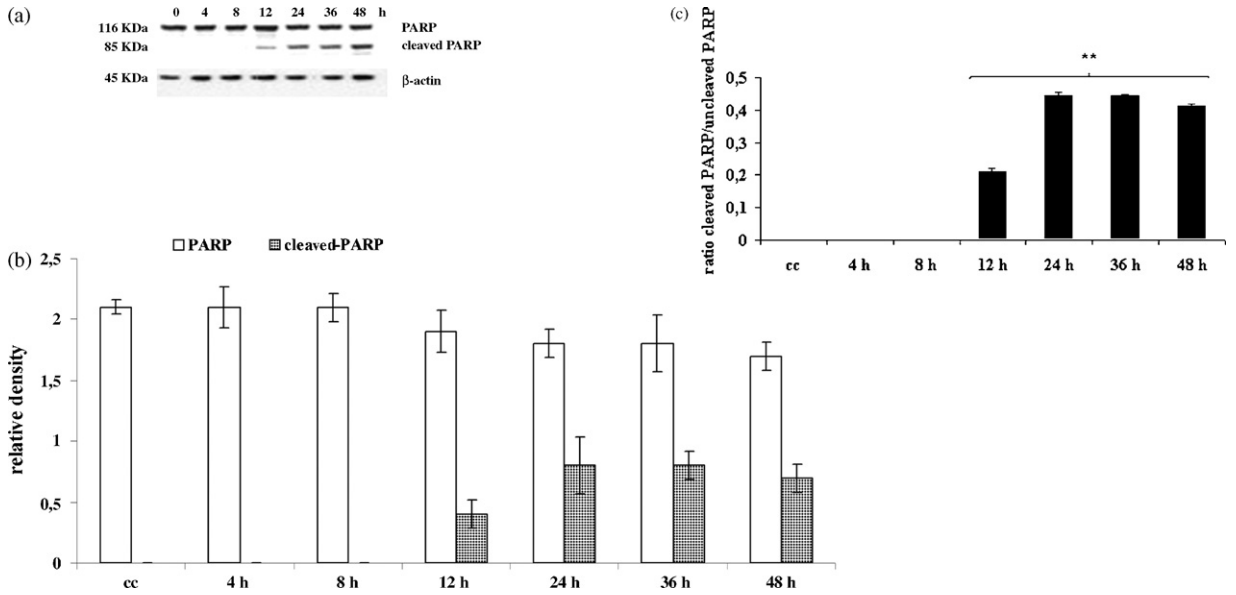 (a)
0 4 8 12 24 36 48 h
116 KDa PARP
85 KDa cleaved PARP
45 KDa β-actin
(c)
ratio cleaved PARP/uncleaved PARP
**
0,5
0,4
0,3
0,2
0,1
0
cc 4 h 8 h 12 h 24 h 36 h 48 h
(b)
PARP cleaved-PARP
relative density
2,5
2
1,5
1
0,5
0
cc 4 h 8 h 12 h 24 h 36 h 48 h